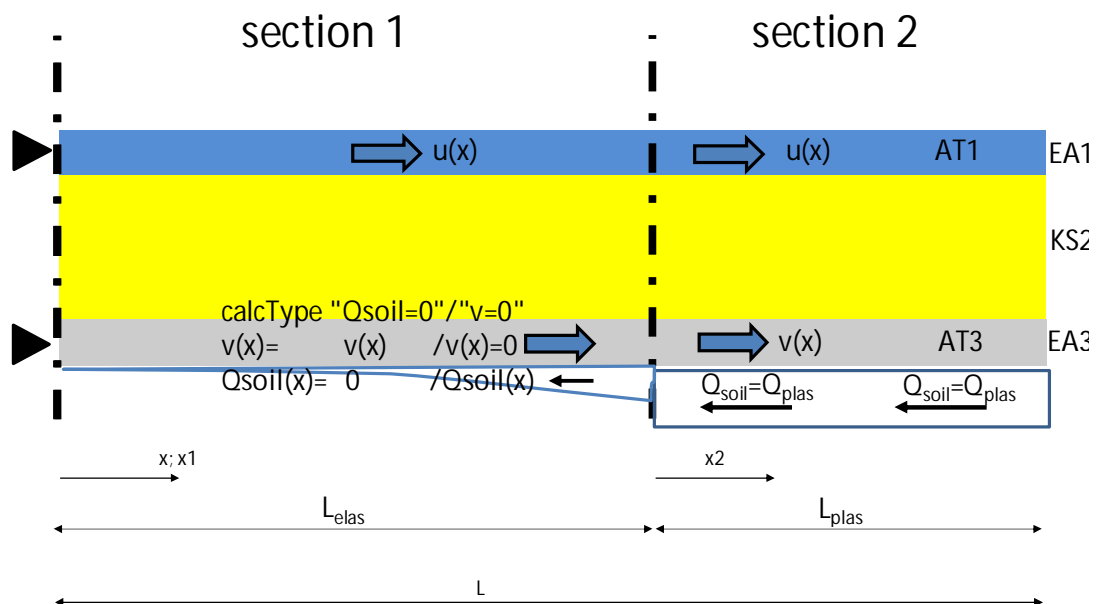 section 1 section 2
u(x) u(x) AT1 EA1
KS2
calcType "Qsoil=0"/"v=0"
v(x)= v(x) /v(x)=0 v(x) AT3 EA3
Qsoil(x)= 0 /Qsoil(x) Qsoil=Qplas Qsoil=Qplas
x; x1 x2
Lelas Lplas
L